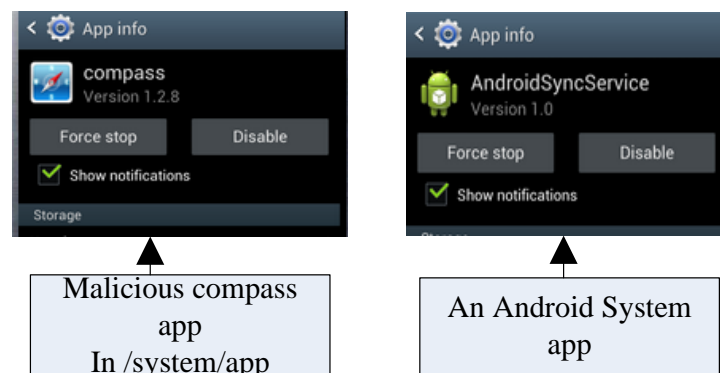 < App info
compass
Version 1.2.8
Force stop Disable
Show notifications
Storage
Malicious compass
app
In /system/app
< App info
AndroidSyncService
Version 1.0
Force stop Disable
Show notifications
An Android System
app